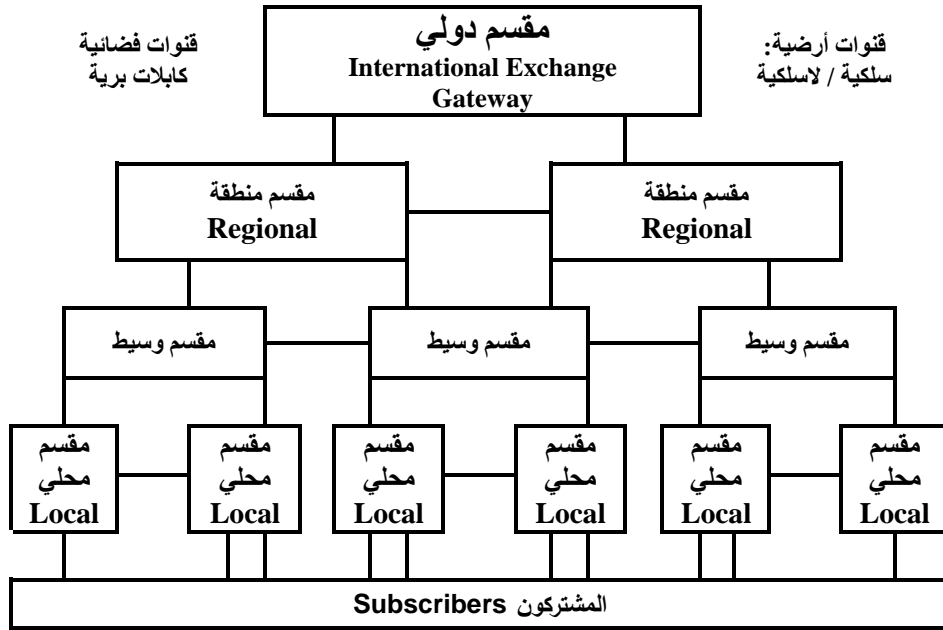 مقسم دولي
International Exchange
Gateway
قنوات أرضية:
سلكية / لاسلكية
قنوات فضائية
كابلات برية
مقسم منطقة
Regional
مقسم منطقة
Regional
مقسم وسيط
مقسم وسيط
مقسم وسيط
مقسم
محلي
Local
مقسم
محلي
Local
مقسم
محلي
Local
مقسم
محلي
Local
مقسم
محلي
Local
مقسم
محلي
Local
المشتركون Subscribers